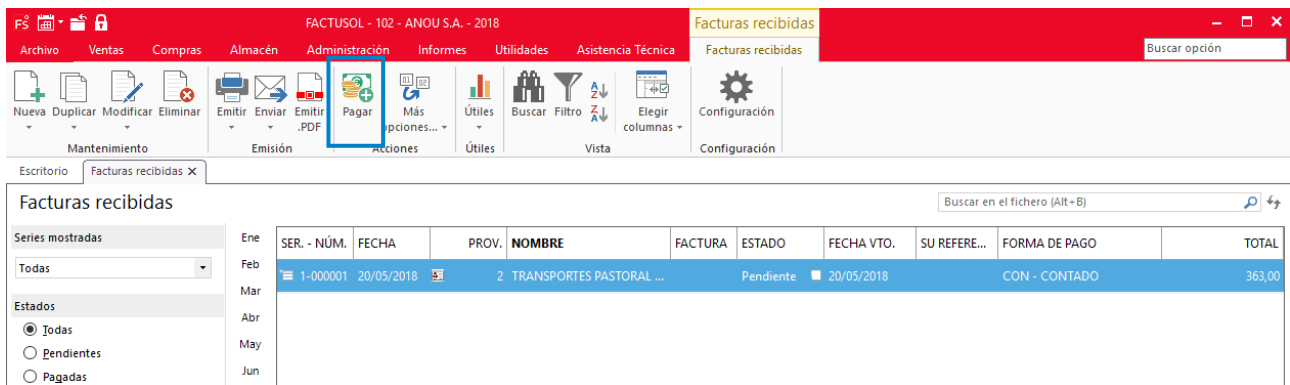 FS FACTUSOL - 102 - ANOU S.A. - 2018 Facturas recibidas
Archivo Ventas Compras Almacén Administración Informes Utilidades Asistencia Técnica Facturas recibidas Buscar opción
Nueva Duplicar Modificar Eliminar Emitir Enviar Emitir .PDF Pagar Más opciones... Útiles Buscar Filtro Elegir columnas Configuración
Mantenimiento Emisión Acciones Útiles Vista Configuración
Escritorio Facturas recibidas
Facturas recibidas Buscar en el fichero (Alt+B)
Series mostradas
Todas
Estados
Todas
Pendientes
Pagadas
Ene
Feb
Mar
Abr
May
Jun
SER. - NÚM. FECHA PROV. NOMBRE FACTURA ESTADO FECHA VTO. SU REFERE... FORMA DE PAGO TOTAL
1-000001 20/05/2018 2 TRANSPORTES PASTORAL ... Pendiente 20/05/2018 CON - CONTADO 363,00